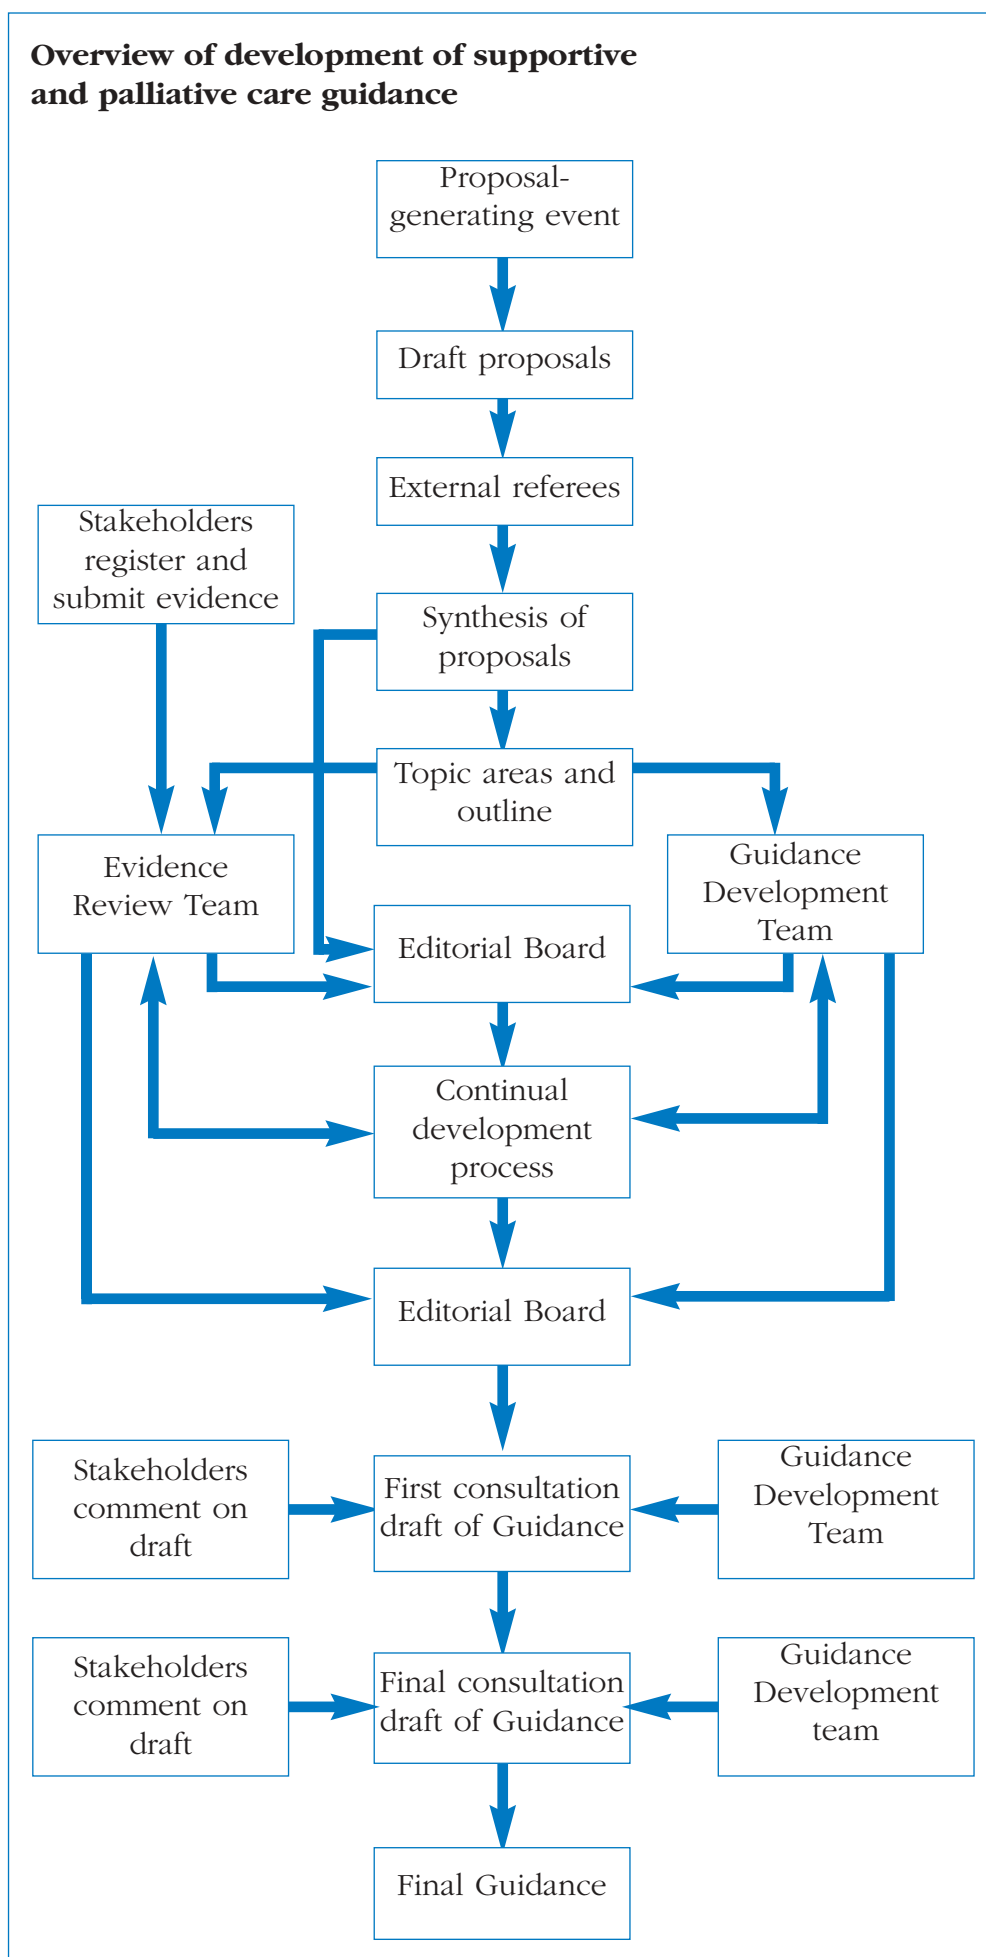 Overview of development of supportive
and palliative care guidance
Proposal-
generating event
Draft proposals
External referees
Stakeholders
register and
submit evidence
Synthesis of
proposals
Topic areas and
outline
Evidence
Review Team
Guidance
Development
Team
Editorial Board
Continual
development
process
Editorial Board
Stakeholders
comment on
draft
First consultation
draft of Guidance
Guidance
Development
Team
Stakeholders
comment on
draft
Final consultation
draft of Guidance
Guidance
Development
team
Final Guidance